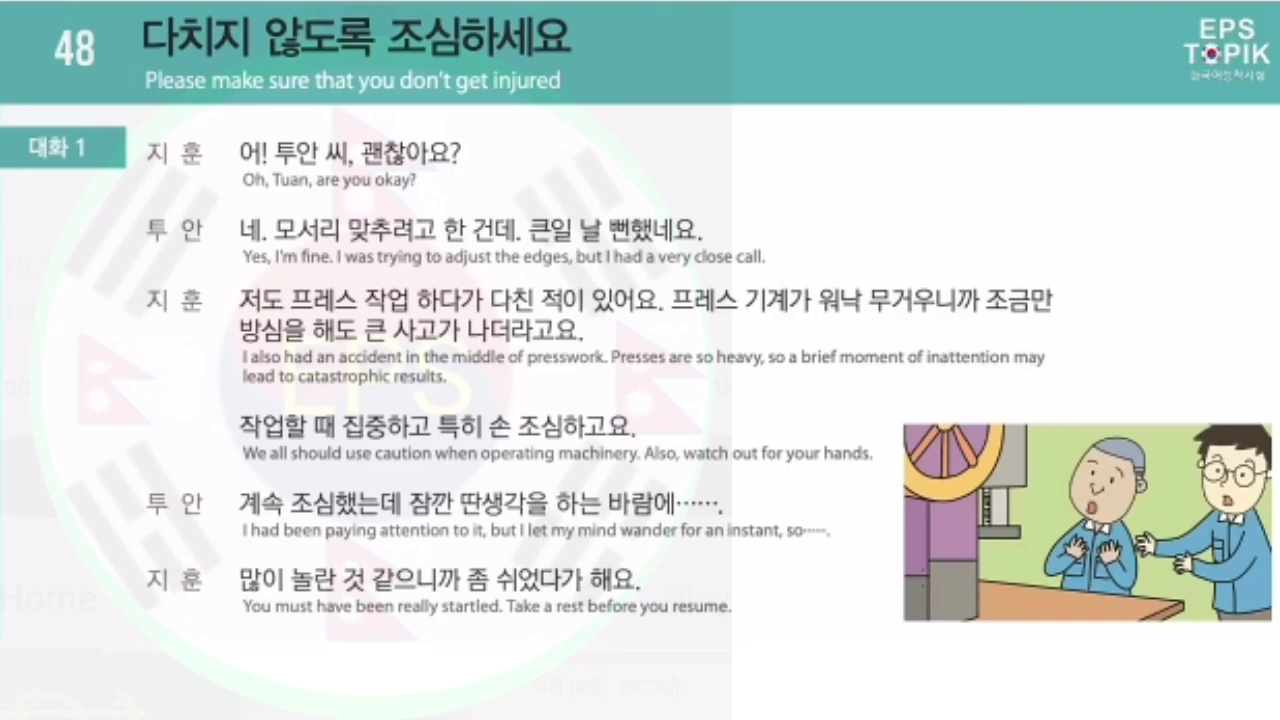 48
다치지 않도록 조심하세요
Please make sure that you don't get injured
EPS
TOPIK
한국어능력시험
대화 1
지 훈 어! 투안 씨, 괜찮아요?
Oh, Tuan, are you okay?
투 안 네. 모서리 맞추려고 한 건데. 큰일 날 뻔했네요.
Yes, I'm fine. I was trying to adjust the edges, but I had a very close call.
지 훈 저도 프레스 작업 하다가 다친 적이 있어요. 프레스 기계가 워낙 무거우니까 조금만
방심을 해도 큰 사고가 나더라고요.
I also had an accident in the middle of presswork. Presses are so heavy, so a brief moment of inattention may
lead to catastrophic results.
작업할 때 집중하고 특히 손 조심하고요.
We all should use caution when operating machinery. Also, watch out for your hands.
투 안 계속 조심했는데 잠깐 딴생각을 하는 바람에…….
I had been paying attention to it, but I let my mind wander for an instant, so…….
지 훈 많이 놀란 것 같으니까 좀 쉬었다가 해요.
You must have been really startled. Take a rest before you resume.
EPS
Home